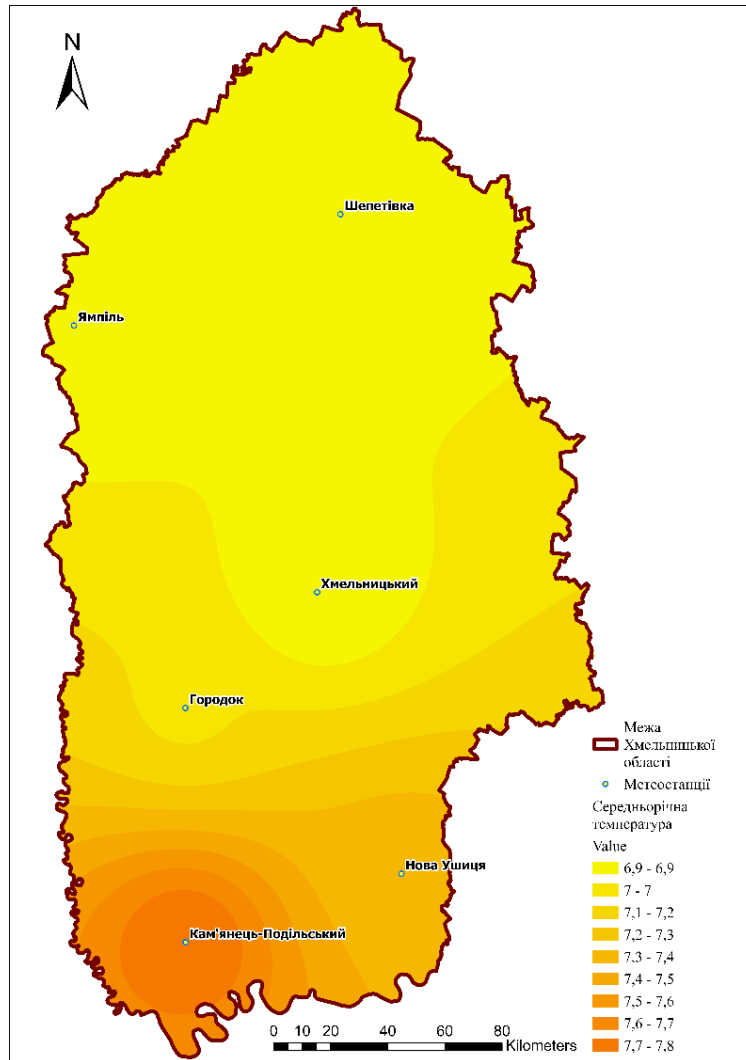 N
Шепетівка
Ямпіль
Хмельницький
Городок
Межа
Хмельницької
області
Метеостанції
Середньорічна
температура
Value
Нова Ушиця
6,9 - 6,9
7 - 7
7,1 - 7,2
7,2 - 7,3
7.3 - 7,4
7,4 - 7,5
7,5 - 7,6
7,6 - 7,7
7,7 - 7,8
Кам'янець-Подільський
0 10 20 40 60 80
Kilometers